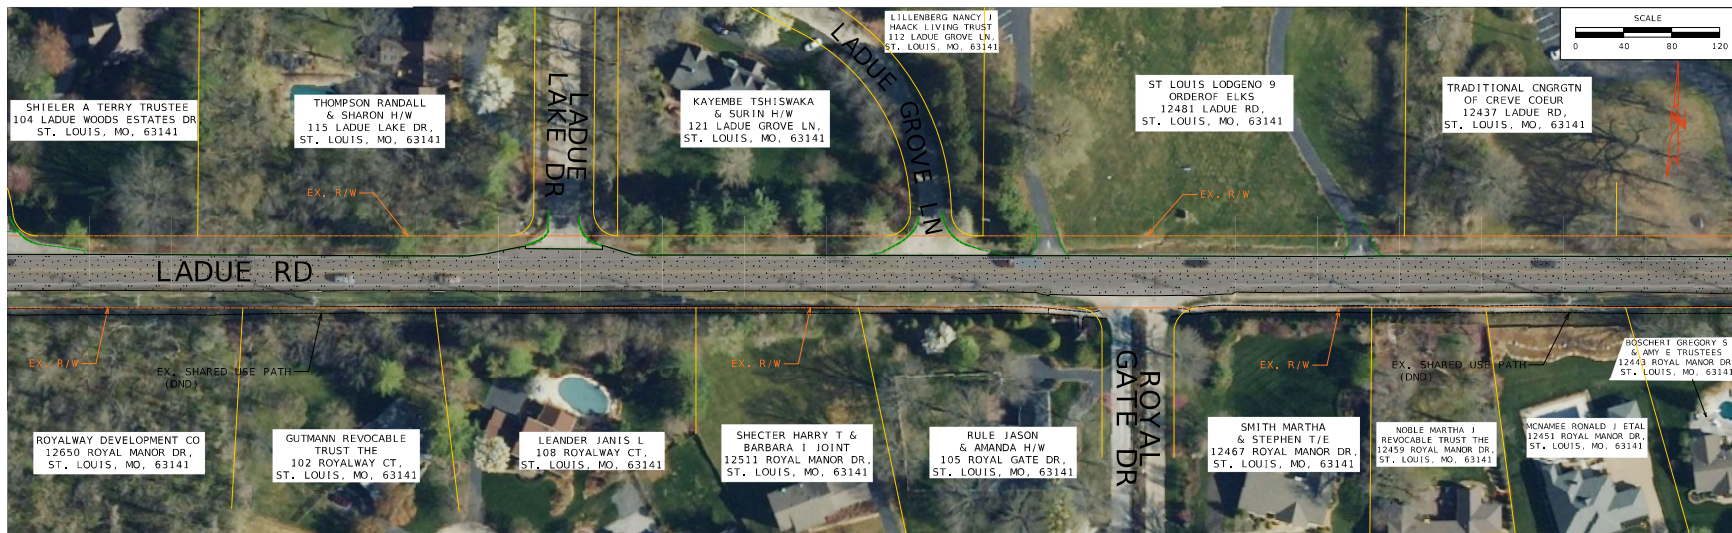 SHIELER A TERRY TRUSTEE
104 LADUE WOODS ESTATES DR
ST. LOUIS, MO, 63141
THOMPSON RANDALL
& SHARON H/W
115 LADUE LAKE DR,
ST. LOUIS, MO, 63141
LADUE
LAKE DR
KAYEMBE TSHISWAKA
& SURIN H/W
121 LADUE GROVE LN,
ST. LOUIS, MO, 63141
LADUE GROVE LN
LILLENBERG NANCY J
HAACK LIVING TRUST
112 LADUE GROVE LN,
ST. LOUIS, MO, 63141
ST LOUIS LODGENO 9
ORDEROF ELKS
12481 LADUE RD,
ST. LOUIS, MO, 63141
TRADITIONAL CNGRGTN
OF CREVE COEUR
12437 LADUE RD,
ST. LOUIS, MO, 63141
SCALE
0 40 80 120
EX. R/W
EX. R/W
LADUE RD
EX. R/W
EX. SHARED USE PATH
(DND)
EX. R/W
EX. R/W
EX. SHARED USE PATH
(DND)
ROYAL
GATE DR
ROYALWAY DEVELOPMENT CO
12650 ROYAL MANOR DR,
ST. LOUIS, MO, 63141
GUTMANN REVOCABLE
TRUST THE
102 ROYALWAY CT,
ST. LOUIS, MO, 63141
LEANDER JANIS L
108 ROYALWAY CT,
ST. LOUIS, MO, 63141
SHECTER HARRY T &
BARBARA I JOINT
12511 ROYAL MANOR DR,
ST. LOUIS, MO, 63141
RULE JASON
& AMANDA H/W
105 ROYAL GATE DR,
ST. LOUIS, MO, 63141
SMITH MARTHA
& STEPHEN T/E
12467 ROYAL MANOR DR,
ST. LOUIS, MO, 63141
NOBLE MARTHA J
REVOCABLE TRUST THE
12459 ROYAL MANOR DR,
ST. LOUIS, MO, 63141
MCNAMEE RONALD J ETAL
12451 ROYAL MANOR DR,
ST. LOUIS, MO, 63141
BOSCHERT GREGORY S
& AMY E TRUSTEES
12443 ROYAL MANOR DR,
ST. LOUIS, MO, 63141